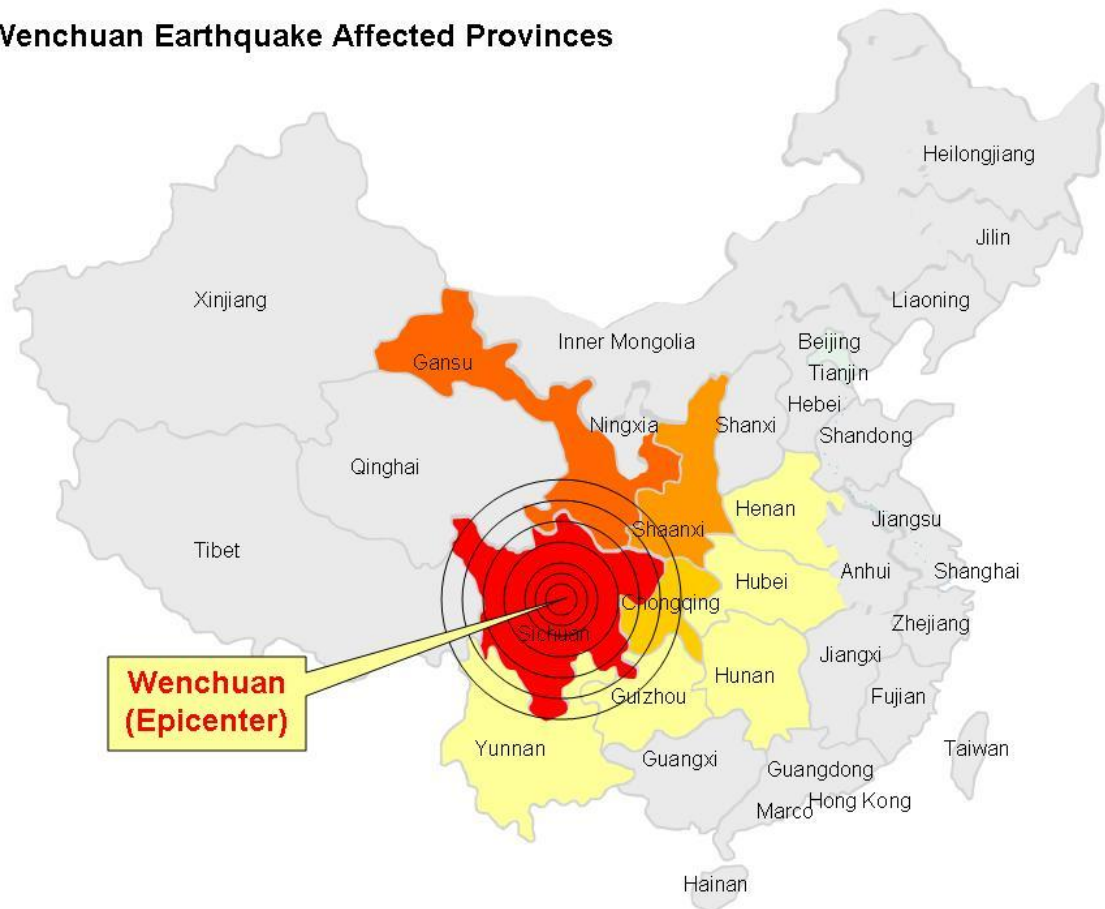 Wenchuan Earthquake Affected Provinces
Heilongjiang
Jilin
Liaoning
Xinjiang
Inner Mongolia
Beijing
Tianjin
Gansu
Hebei
Ningxia
Shanxi
Shandong
Qinghai
Henan
Jiangsu
Shaanxi
Tibet
Anhui
Shanghai
Hubei
Chongqing
Zhejiang
Sichuan
Jiangxi
Wenchuan
(Epicenter)
Hunan
Guizhou
Fujian
Yunnan
Taiwan
Guangxi
Guangdong
Hong Kong
Marco
Hainan